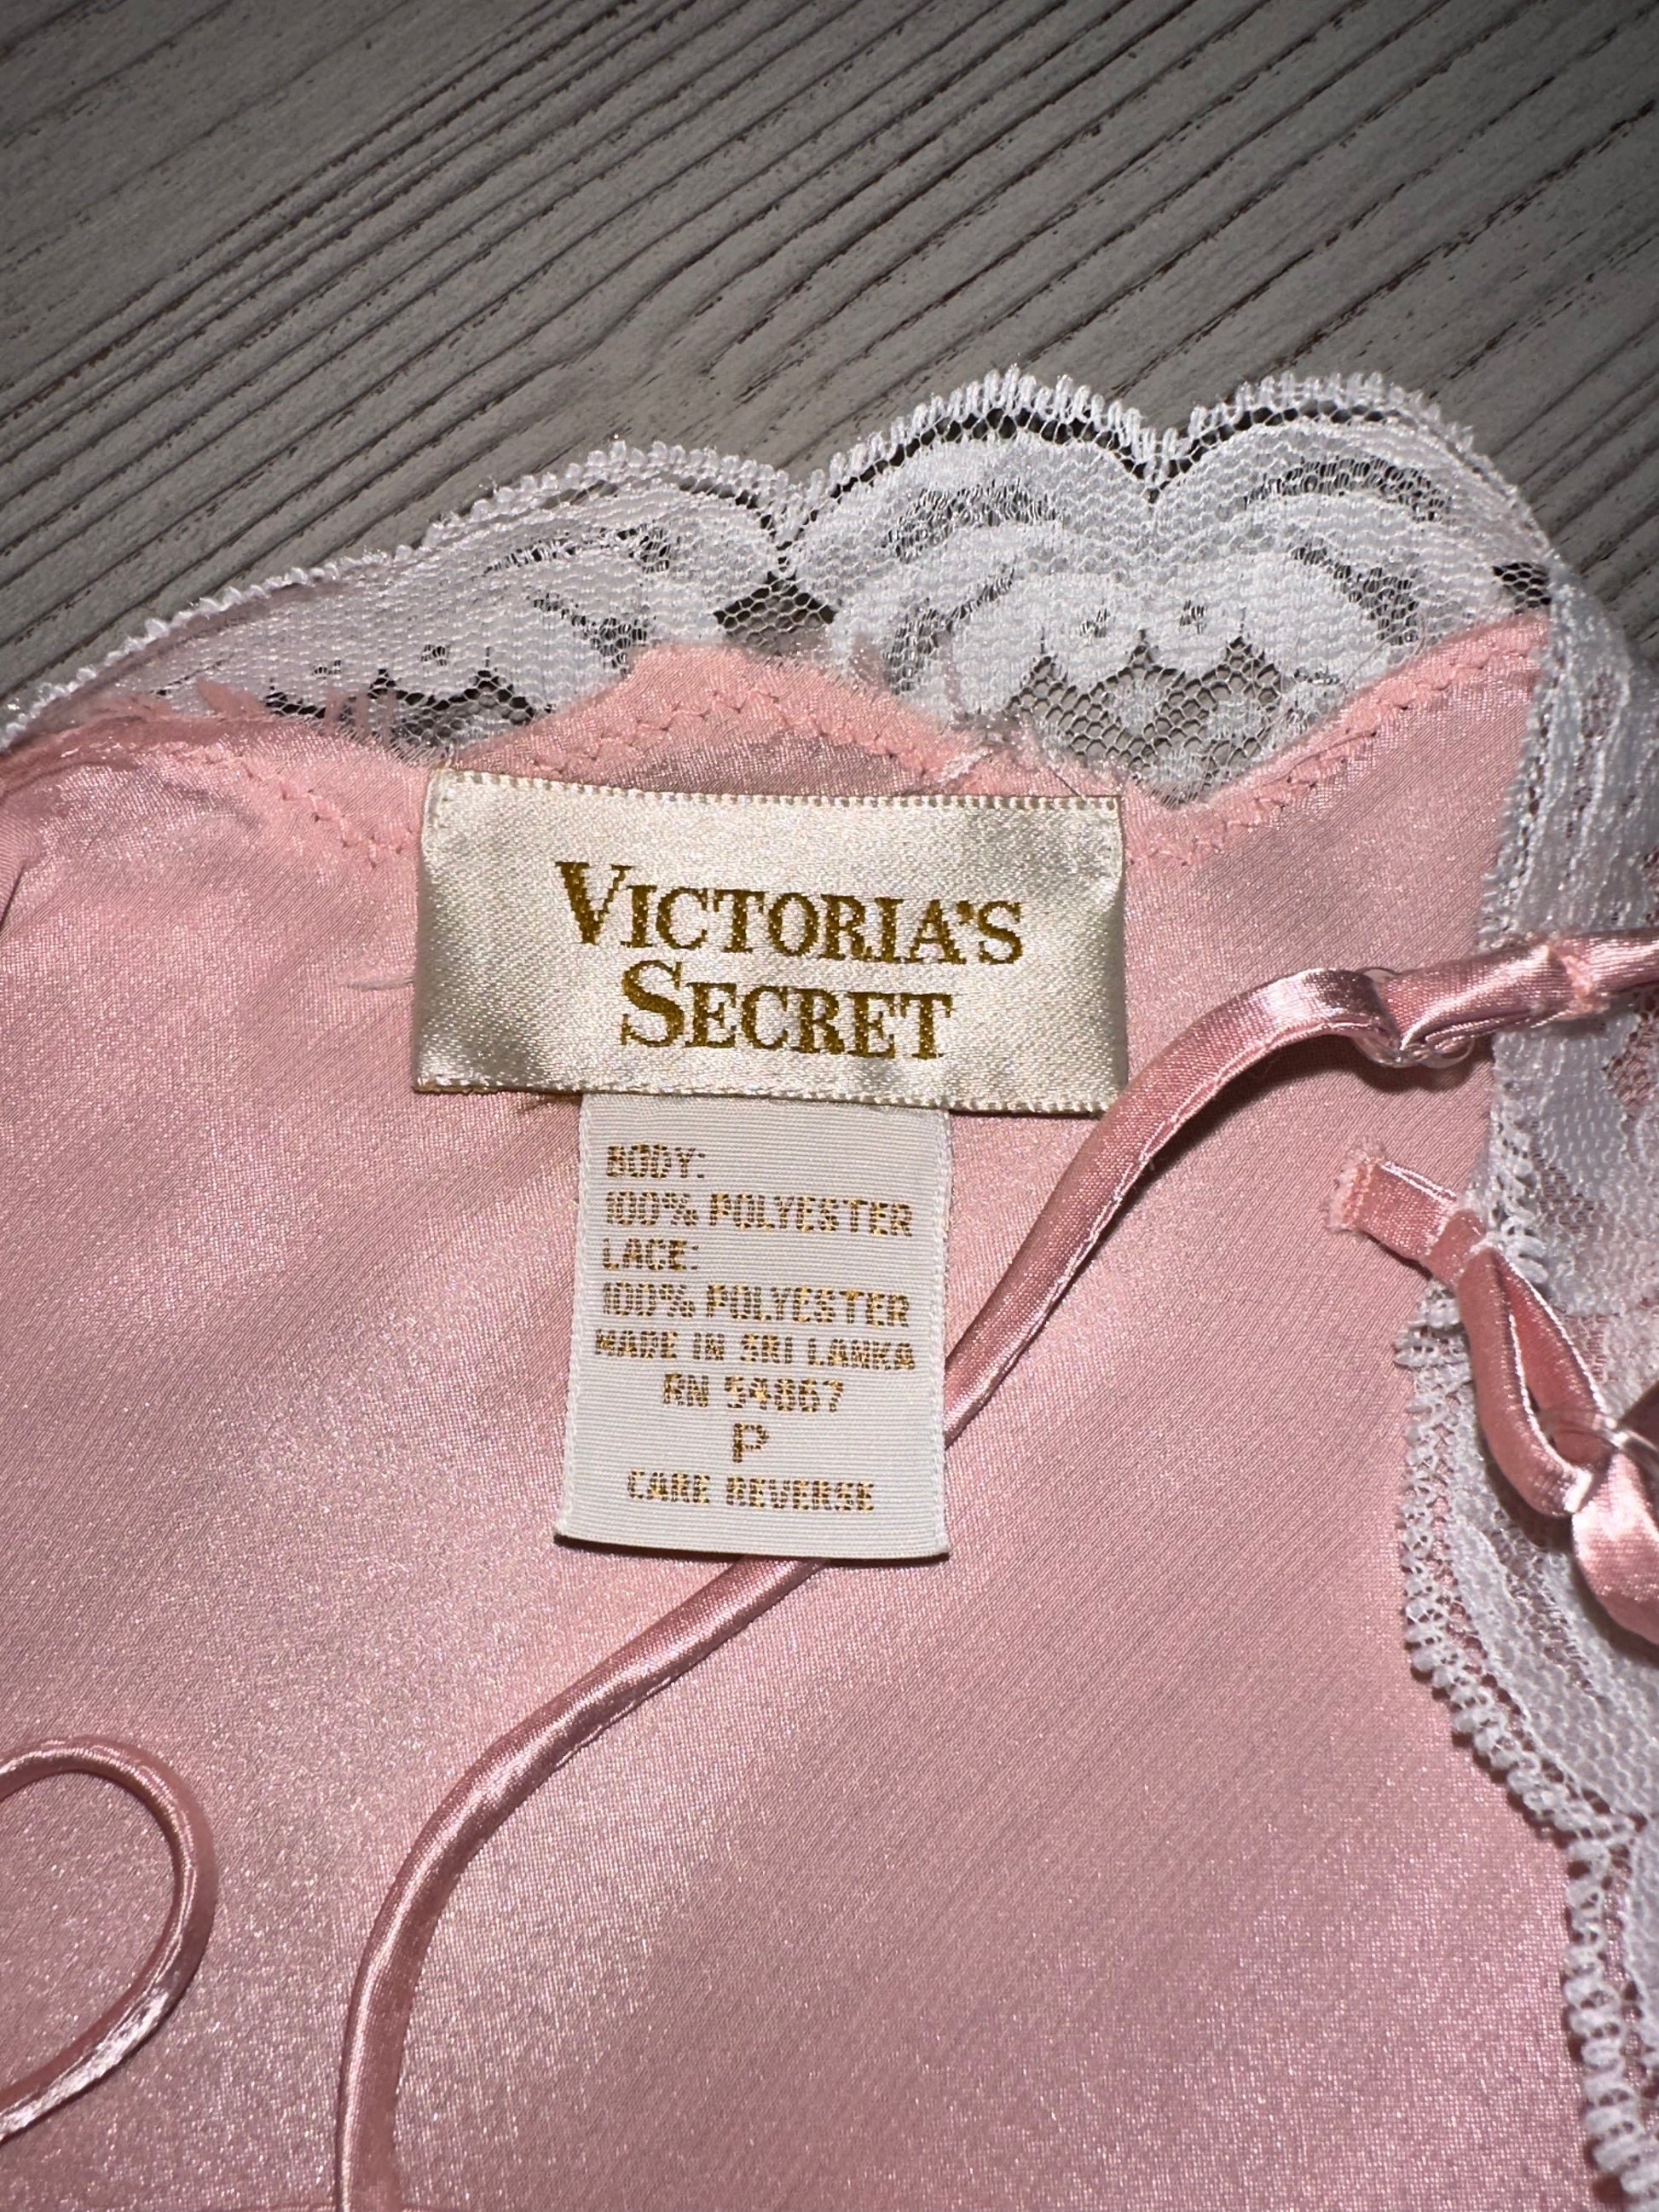 VICTORIA'S
SECRET
BODY:
100% POLYESTER
LACE:
100% POLYESTER
MADE IN SRI LANKA
RN 54867
P
CARE REVERSE